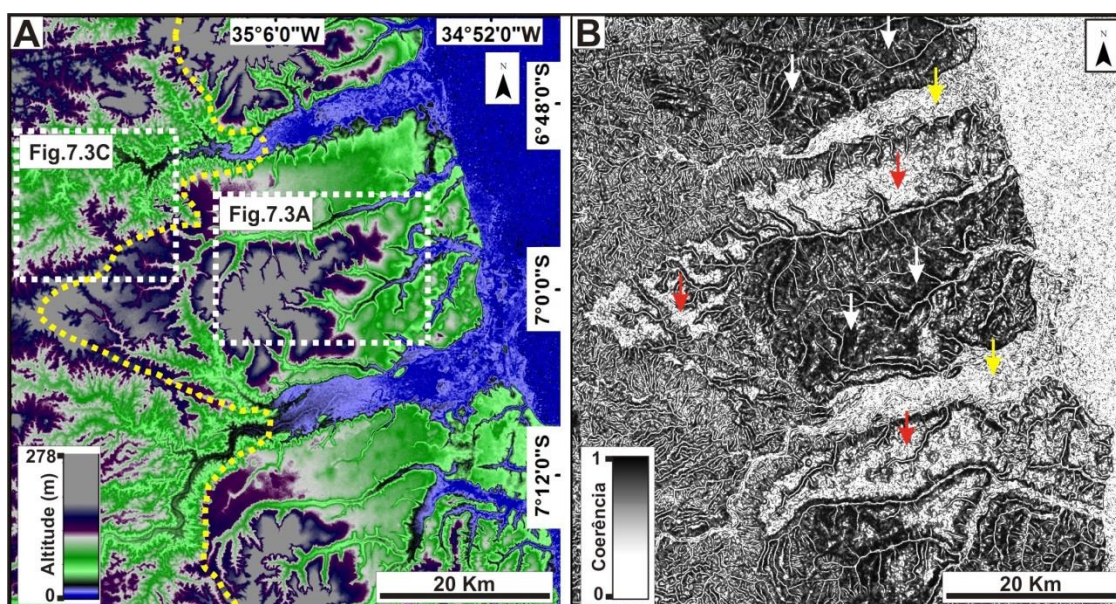 A
35°6'0"W
34°52'0"W
N
6°48'0"S
Fig.7.3C
Fig.7.3A
7°0'0"S
7°12'0"S
278
Altitude (m)
0
20 Km
B
N
1
Coerência
0
20 Km